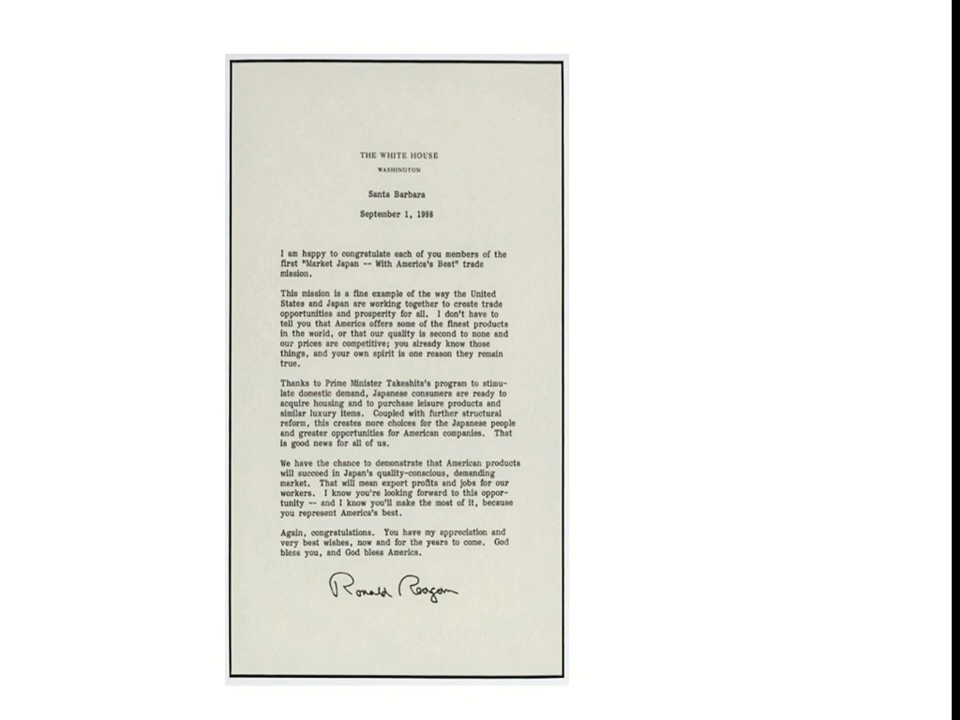 THE WHITE HOUSE
WASHINGTON
Santa Barbara
September 1, 1988
I am happy to congratulate each of you members of the
first "Market Japan -- With America's Best" trade
mission.
This mission is a fine example of the way the United
States and Japan are working together to create trade
opportunities and prosperity for all. I don't have to
tell you that America offers some of the finest products
in the world, or that our quality is second to none and
our prices are competitive; you already know those
things, and your own spirit is one reason they remain
true.
Thanks to Prime Minister Takeshita's program to stimu-
late domestic demand, Japanese consumers are ready to
acquire housing and to purchase leisure products and
similar luxury items. Coupled with further structural
reform, this creates more choices for the Japanese people
and greater opportunities for American companies. That
is good news for all of us.
We have the chance to demonstrate that American products
will succeed in Japan's quality-conscious, demanding
market. That will mean export profits and jobs for our
workers. I know you're looking forward to this oppor-
tunity -- and I know you'll make the most of it, because
you represent America's best.
Again, congratulations. You have my appreciation and
very best wishes, now and for the years to come. God
bless you, and God bless America.
Ronald Reagan